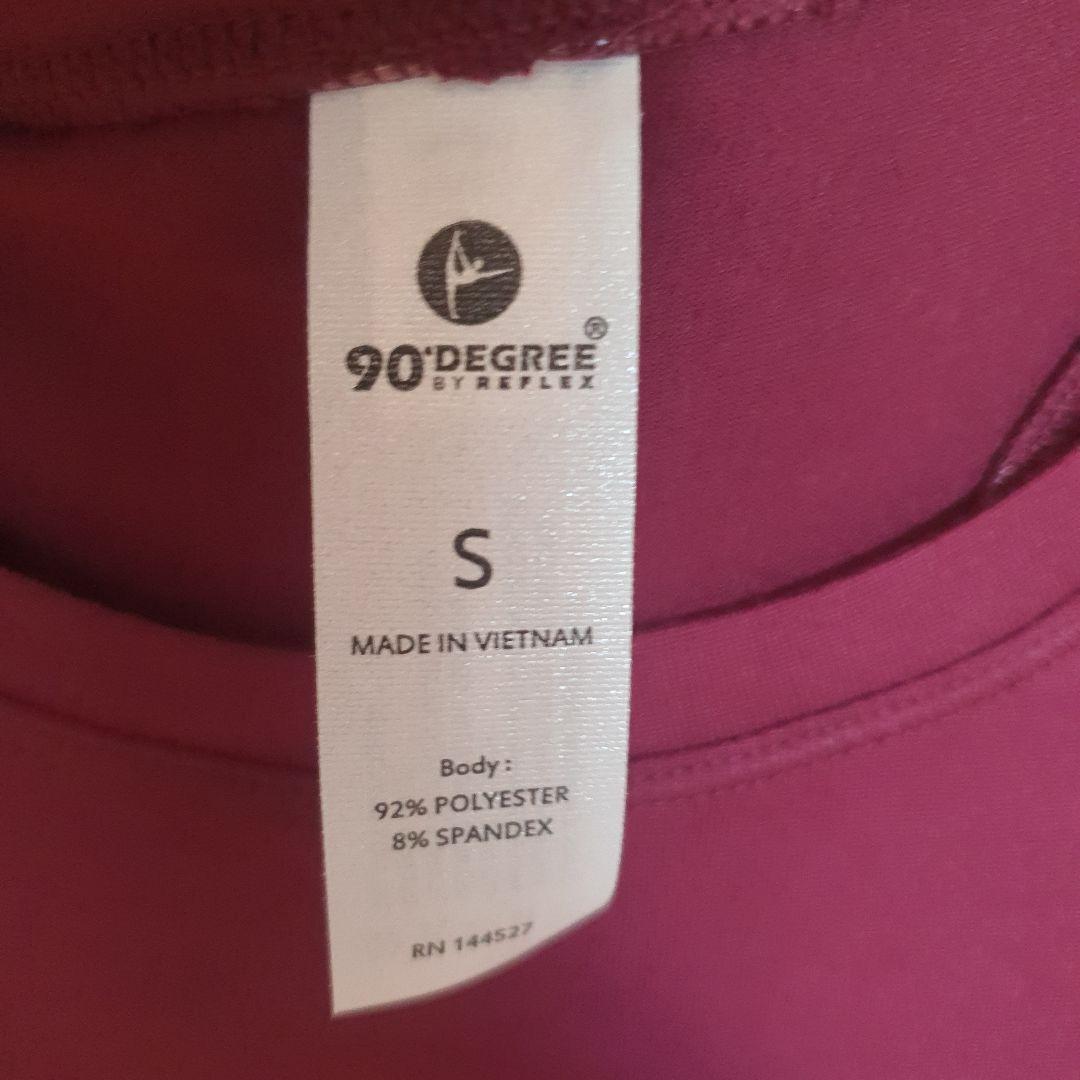 90°DEGREE®
BY REFLEX
S
MADE IN VIETNAM
Body:
92% POLYESTER
8% SPANDEX
RN 144527